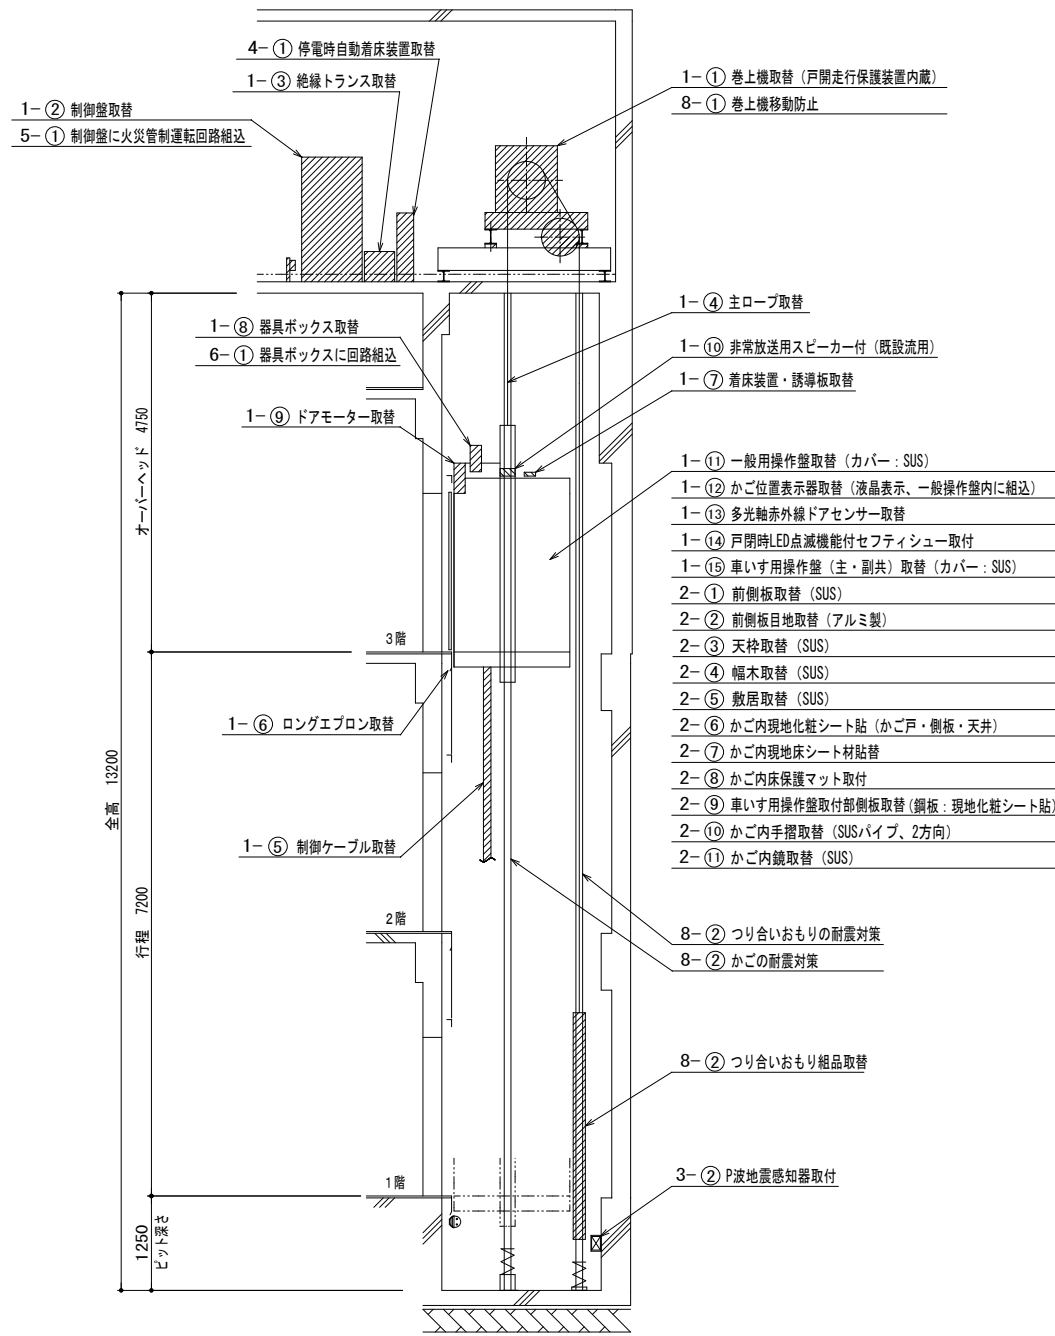 4-① 停電時自動着床装置取替
1-③ 絶縁トランス取替
1-② 制御盤取替
5-① 制御盤に火災管制運転回路組込
1-① 巻上機取替（戸開走行保護装置内蔵）
8-① 巻上機移動防止
1-④ 主ロープ取替
1-⑧ 器具ボックス取替
6-① 器具ボックスに回路組込
1-⑩ 非常放送用スピーカー付（既設流用）
1-⑦ 着床装置・誘導板取替
1-⑨ ドアモーター取替
オーバーヘッド 4750
1-⑪ 一般用操作盤取替（カバー：SUS）
1-⑫ かご位置表示器取替（液晶表示、一般操作盤内に組込）
1-⑬ 多光軸赤外線ドアセンサー取替
1-⑭ 戸閉時LED点滅機能付セフティシュー取付
1-⑮ 車いす用操作盤（主・副共）取替（カバー：SUS）
2-① 前側板取替（SUS）
2-② 前側板目地取替（アルミ製）
2-③ 天枠取替（SUS）
2-④ 幅木取替（SUS）
2-⑤ 敷居取替（SUS）
2-⑥ かご内現地化粧シート貼（かご戸・側板・天井）
2-⑦ かご内現地床シート材貼替
2-⑧ かご内床保護マット取付
2-⑨ 車いす用操作盤取付部側板取替（鋼板：現地化粧シート貼）
2-⑩ かご内手摺取替（SUSパイプ、2方向）
2-⑪ かご内鏡取替（SUS）
3階
1-⑥ ロングエプロン取替
全高 13200
1-⑤ 制御ケーブル取替
行程 7200
2階
8-② つり合いおもりの耐震対策
8-② かごの耐震対策
8-② つり合いおもり組品取替
1階
3-② P波地震感知器取付
1250
ピット深さ